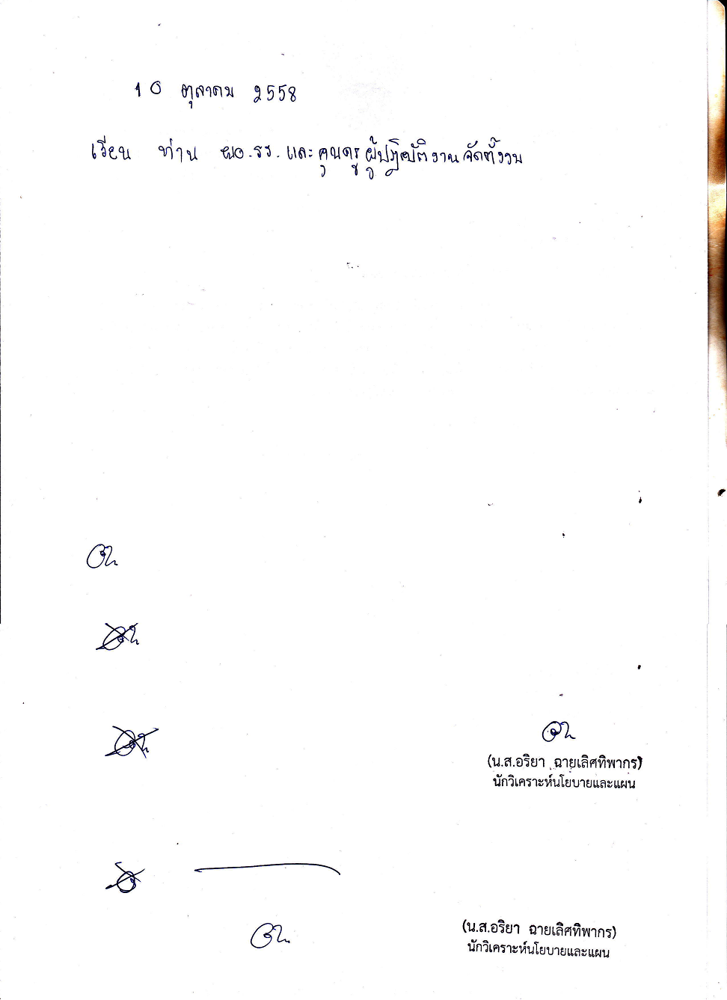 10 ตุลาคม 2558
เรียน ท่าน ผอ.รร. และคุณครูผู้ปฏิบัติงานจัดทั้งวน
(น.ส.อริยา ฉายเลิศทิพากร)
นักวิเคราะห์นโยบายและแผน
(น.ส.อริยา ฉายเลิศทิพากร)
นักวิเคราะห์นโยบายและแผน